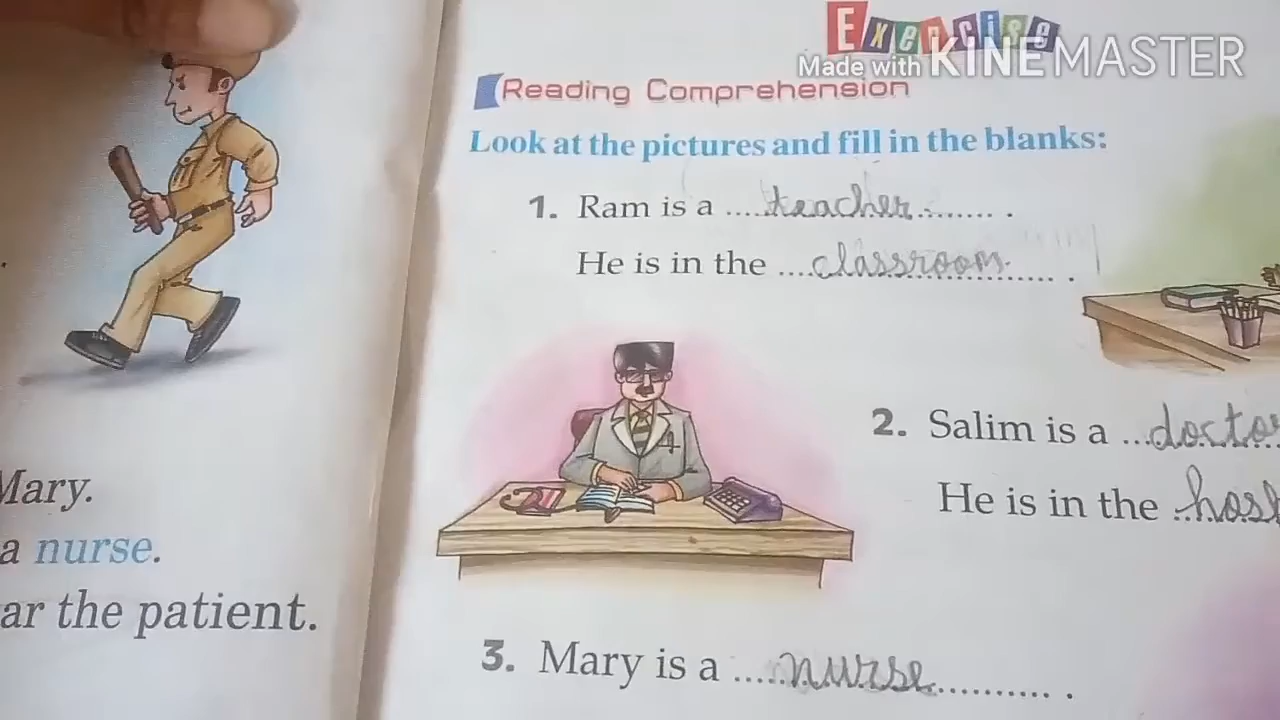 Mary.
a nurse.
ar the patient.
Exercise
Made with KINEMASTER
Reading Comprehension
Look at the pictures and fill in the blanks:
1. Ram is a .....teacher......... .
He is in the ....classroom............ .
2. Salim is a ...docto
He is in the ..hos
3. Mary is a .....nurse............ .